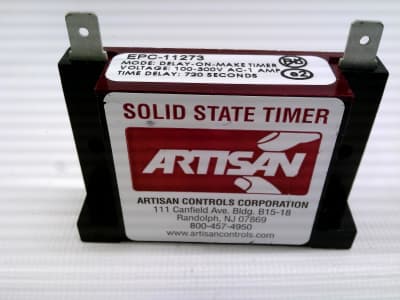 EPC-11273
MODE: DELAY-ON-MAKE TIMER
VOLTAGE: 100-300V AC-1 AMP
TIME DELAY: 720 SECONDS
e2
SOLID STATE TIMER
ARTISAN
ARTISAN CONTROLS CORPORATION
111 Canfield Ave. Bldg. B15-18
Randolph, NJ 07869
800-457-4950
www.artisancontrols.com